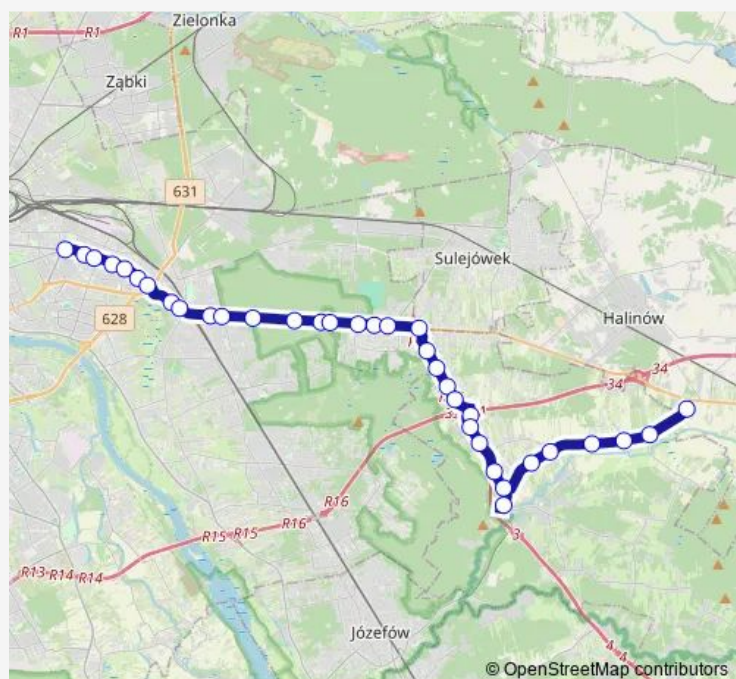 R1
R1
Zielonka
Ząbki
631
Sulejówek
628
Halinów
34
34
R16
R15
R15
R16
R13
R14
R14
3
Józefów
© OpenStreetMap contributors